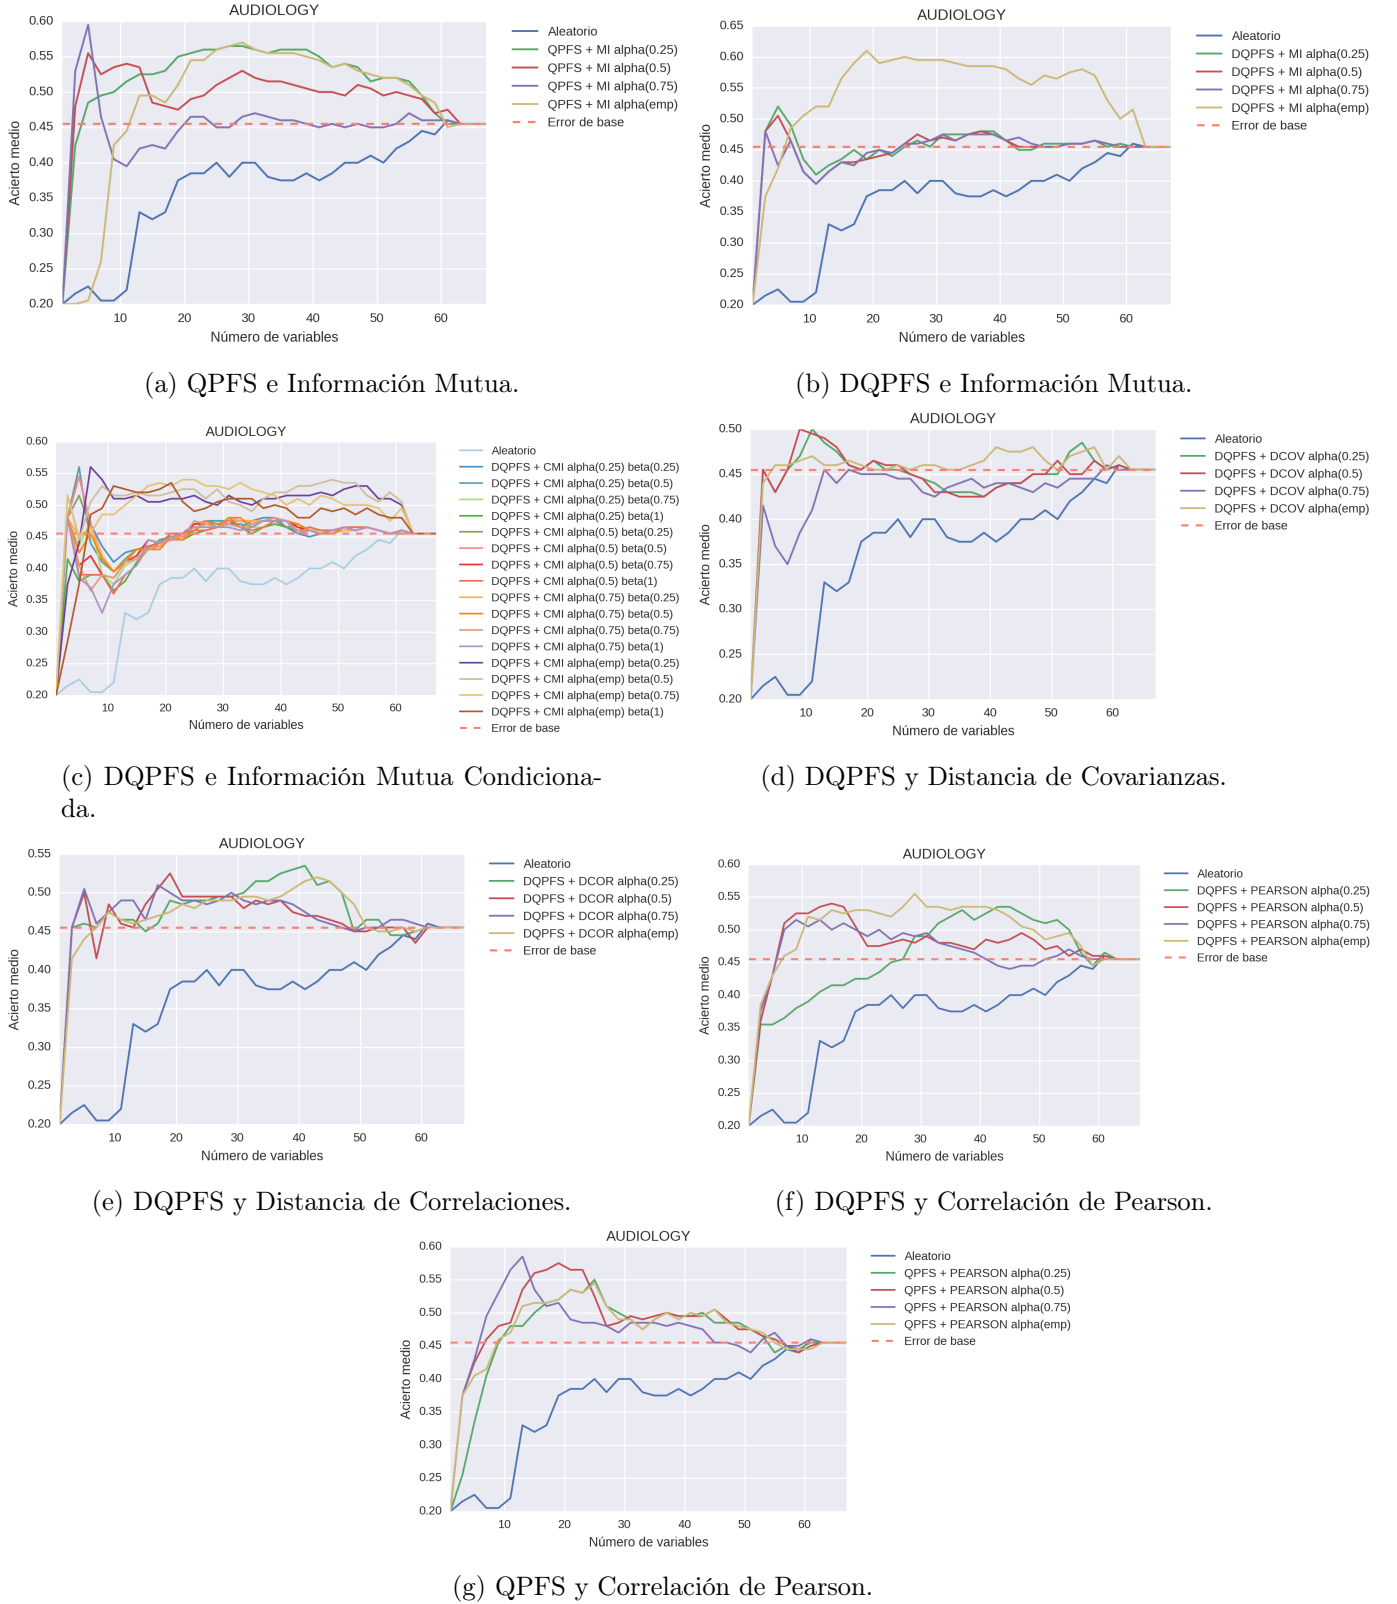 AUDIOLOGY
0.60
0.55
0.50
0.45
0.40
0.35
0.30
0.25
0.20
Acierto medio
10 20 30 40 50 60
Número de variables
Aleatorio
QPFS + MI alpha(0.25)
QPFS + MI alpha(0.5)
QPFS + MI alpha(0.75)
QPFS + MI alpha(emp)
Error de base
(a) QPFS e Información Mutua.
AUDIOLOGY
0.65
0.60
0.55
0.50
0.45
0.40
0.35
0.30
0.25
0.20
Acierto medio
10 20 30 40 50 60
Número de variables
Aleatorio
DQPFS + MI alpha(0.25)
DQPFS + MI alpha(0.5)
DQPFS + MI alpha(0.75)
DQPFS + MI alpha(emp)
Error de base
(b) DQPFS e Información Mutua.
AUDIOLOGY
0.60
0.55
0.50
0.45
0.40
0.35
0.30
0.25
0.20
Acierto medio
10 20 30 40 50 60
Número de variables
Aleatorio
DQPFS + CMI alpha(0.25) beta(0.25)
DQPFS + CMI alpha(0.25) beta(0.5)
DQPFS + CMI alpha(0.25) beta(0.75)
DQPFS + CMI alpha(0.25) beta(1)
DQPFS + CMI alpha(0.5) beta(0.25)
DQPFS + CMI alpha(0.5) beta(0.5)
DQPFS + CMI alpha(0.5) beta(0.75)
DQPFS + CMI alpha(0.5) beta(1)
DQPFS + CMI alpha(0.75) beta(0.25)
DQPFS + CMI alpha(0.75) beta(0.5)
DQPFS + CMI alpha(0.75) beta(0.75)
DQPFS + CMI alpha(0.75) beta(1)
DQPFS + CMI alpha(emp) beta(0.25)
DQPFS + CMI alpha(emp) beta(0.5)
DQPFS + CMI alpha(emp) beta(0.75)
DQPFS + CMI alpha(emp) beta(1)
Error de base
(c) DQPFS e Información Mutua Condiciona-
da.
AUDIOLOGY
0.50
0.45
0.40
0.35
0.30
0.25
0.20
Acierto medio
10 20 30 40 50 60
Número de variables
Aleatorio
DQPFS + DCOV alpha(0.25)
DQPFS + DCOV alpha(0.5)
DQPFS + DCOV alpha(0.75)
DQPFS + DCOV alpha(emp)
Error de base
(d) DQPFS y Distancia de Covarianzas.
AUDIOLOGY
0.55
0.50
0.45
0.40
0.35
0.30
0.25
0.20
Acierto medio
10 20 30 40 50 60
Número de variables
Aleatorio
DQPFS + DCOR alpha(0.25)
DQPFS + DCOR alpha(0.5)
DQPFS + DCOR alpha(0.75)
DQPFS + DCOR alpha(emp)
Error de base
(e) DQPFS y Distancia de Correlaciones.
AUDIOLOGY
0.60
0.55
0.50
0.45
0.40
0.35
0.30
0.25
0.20
Acierto medio
10 20 30 40 50 60
Número de variables
Aleatorio
DQPFS + PEARSON alpha(0.25)
DQPFS + PEARSON alpha(0.5)
DQPFS + PEARSON alpha(0.75)
DQPFS + PEARSON alpha(emp)
Error de base
(f) DQPFS y Correlación de Pearson.
AUDIOLOGY
0.60
0.55
0.50
0.45
0.40
0.35
0.30
0.25
0.20
Acierto medio
10 20 30 40 50 60
Número de variables
Aleatorio
QPFS + PEARSON alpha(0.25)
QPFS + PEARSON alpha(0.5)
QPFS + PEARSON alpha(0.75)
QPFS + PEARSON alpha(emp)
Error de base
(g) QPFS y Correlación de Pearson.